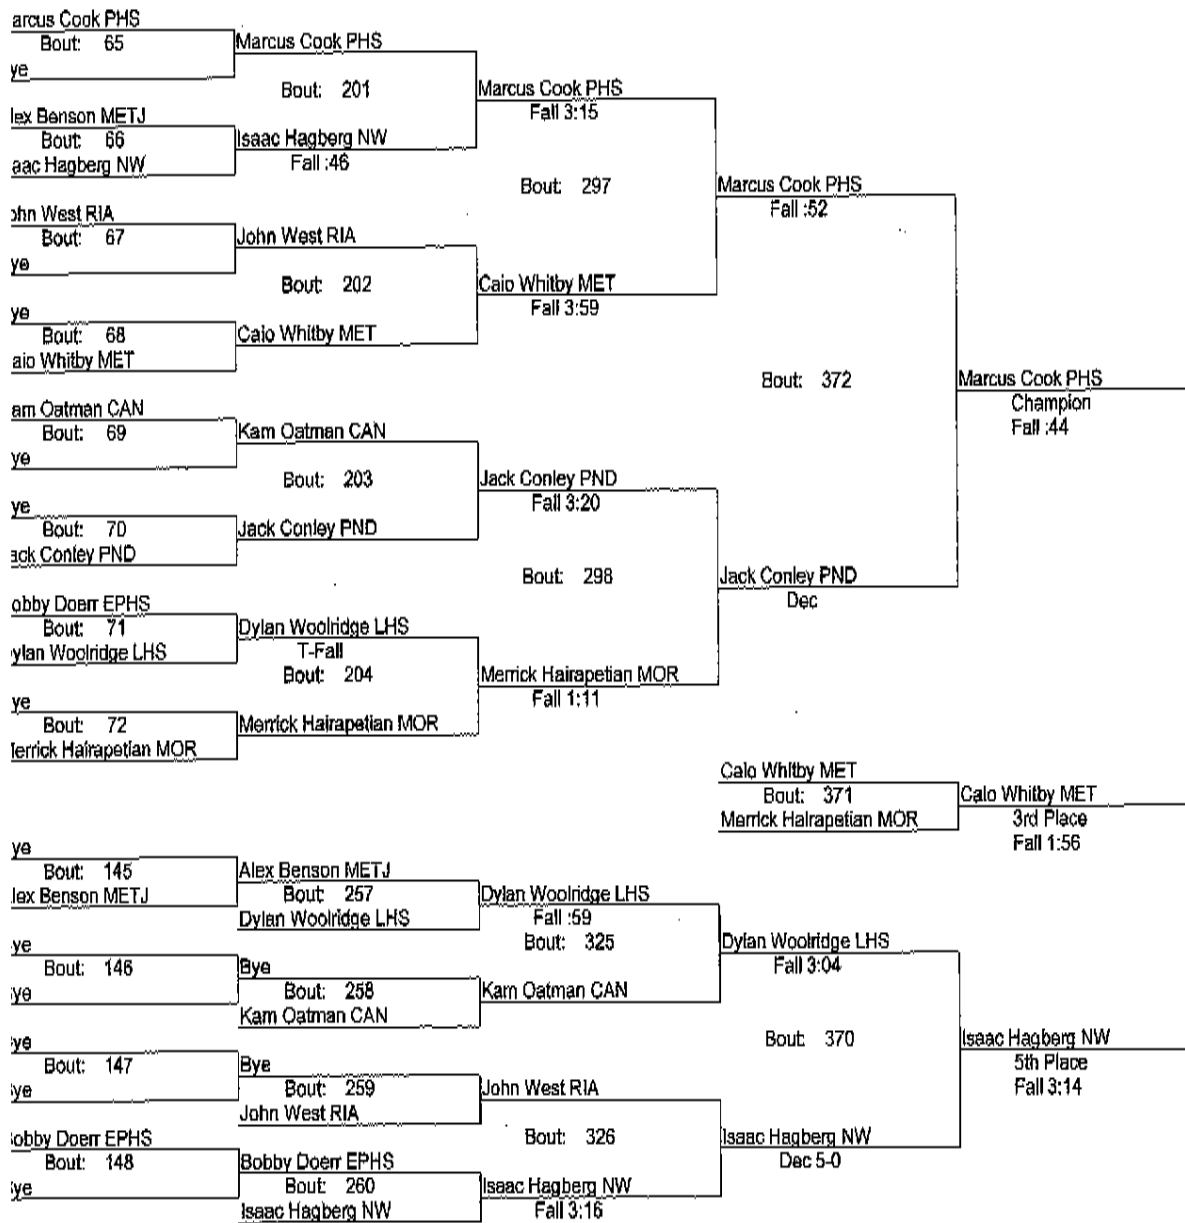 arcus Cook PHS
Bout: 65
ye
Marcus Cook PHS
Bout: 201
lex Benson METJ
Bout: 66
aac Hagberg NW
Isaac Hagberg NW
Fall :46
Marcus Cook PHS
Fall 3:15
Bout: 297
ohn West RIA
Bout: 67
ye
John West RIA
Bout: 202
ye
Bout: 68
aio Whitby MET
Caio Whitby MET
Caio Whitby MET
Fall 3:59
Marcus Cook PHS
Fall :52
Bout: 372
Marcus Cook PHS
Champion
Fall :44
am Oatman CAN
Bout: 69
ye
Kam Oatman CAN
Bout: 203
ye
Bout: 70
ack Conley PND
Jack Conley PND
Jack Conley PND
Fall 3:20
Bout: 298
Jack Conley PND
Dec
obby Doerr EPHS
Bout: 71
ylan Woolridge LHS
Dylan Woolridge LHS
T-Fall
Bout: 204
ye
Bout: 72
Merrick Hairapetian MOR
Merrick Hairapetian MOR
Merrick Hairapetian MOR
Fall 1:11
Caio Whitby MET
Bout: 371
Merrick Hairapetian MOR
Caio Whitby MET
3rd Place
Fall 1:56
ye
Bout: 145
lex Benson METJ
Alex Benson METJ
Bout: 257
Dylan Woolridge LHS
Dylan Woolridge LHS
Fall :59
Bout: 325
ye
Bout: 146
ye
Bye
Bout: 258
Kam Oatman CAN
Kam Oatman CAN
Dylan Woolridge LHS
Fall 3:04
Bout: 370
Isaac Hagberg NW
5th Place
Fall 3:14
ye
Bout: 147
ye
Bye
Bout: 259
John West RIA
John West RIA
Bout: 326
Isaac Hagberg NW
Dec 5-0
obby Doerr EPHS
Bout: 148
ye
Bobby Doerr EPHS
Bout: 260
Isaac Hagberg NW
Isaac Hagberg NW
Fall 3:16